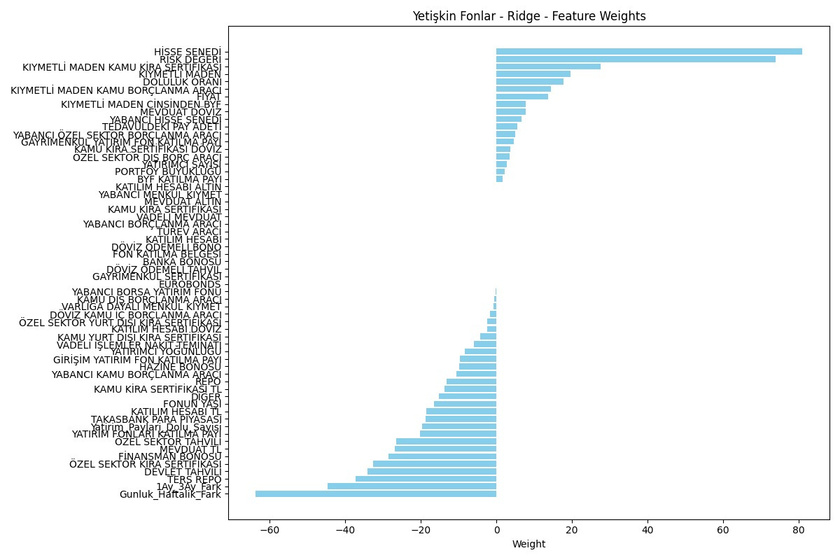 Yetişkin Fonlar - Ridge - Feature Weights
HİSSE SENEDİ
RİSK DEĞERİ
KIYMETLİ MADEN KAMU KİRA SERTİFİKASI
KIYMETLİ MADEN
DOLULUK ORANI
KIYMETLİ MADEN KAMU BORÇLANMA ARACI
FİYAT
KIYMETLİ MADEN CİNSİNDEN BYF
MEVDUAT DÖVİZ
YABANCI HİSSE SENEDİ
TEDAVÜLDEKİ PAY ADETİ
YABANCI ÖZEL SEKTÖR BORÇLANMA ARACI
GAYRİMENKUL YATIRIM FON KATILMA PAYI
KAMU KİRA SERTİFİKASI DÖVİZ
ÖZEL SEKTÖR DIŞ BORÇ ARACI
YATIRIMCI SAYISI
PORTFÖY BÜYÜKLÜĞÜ
BYF KATILMA PAYI
KATILIM HESABI ALTIN
YABANCI MENKUL KIYMET
MEVDUAT ALTIN
KAMU KİRA SERTİFİKASI
VADELİ MEVDUAT
YABANCI BORÇLANMA ARACI
TÜREV ARACI
KATILIM HESABI
DÖVİZ ÖDEMELİ BONO
FON KATILMA BELGESİ
BANKA BONOSU
DÖVİZ ÖDEMELİ TAHVİL
GAYRİMENKUL SERTİFİKASI
EUROBONDS
YABANCI BORSA YATIRIM FONU
KAMU DIŞ BORÇLANMA ARACI
VARLIĞA DAYALI MENKUL KIYMET
DÖVİZ KAMU İÇ BORÇLANMA ARACI
ÖZEL SEKTÖR YURT DIŞI KİRA SERTİFİKASI
KATILIM HESABI DÖVİZ
KAMU YURT DIŞI KİRA SERTİFİKASI
VADELİ İŞLEMLER NAKİT TEMİNATI
YATIRIMCI YOĞUNLUĞU
GİRİŞİM YATIRIM FON KATILMA PAYI
HAZİNE BONOSU
YABANCI KAMU BORÇLANMA ARACI
REPO
KAMU KİRA SERTİFİKASI TL
DİĞER
FONUN YAŞI
KATILIM HESABI TL
TAKASBANK PARA PİYASASI
Yatirim_Paylari_Dolu_Sayisi
YATIRIM FONLARI KATILMA PAYI
ÖZEL SEKTÖR TAHVİLİ
MEVDUAT TL
FİNANSMAN BONOSU
ÖZEL SEKTÖR KİRA SERTİFİKASI
DEVLET TAHVİLİ
TERS REPO
1Ay_3Ay_Fark
Gunluk_Haftalik_Fark
−60 −40 −20 0 20 40 60 80
Weight